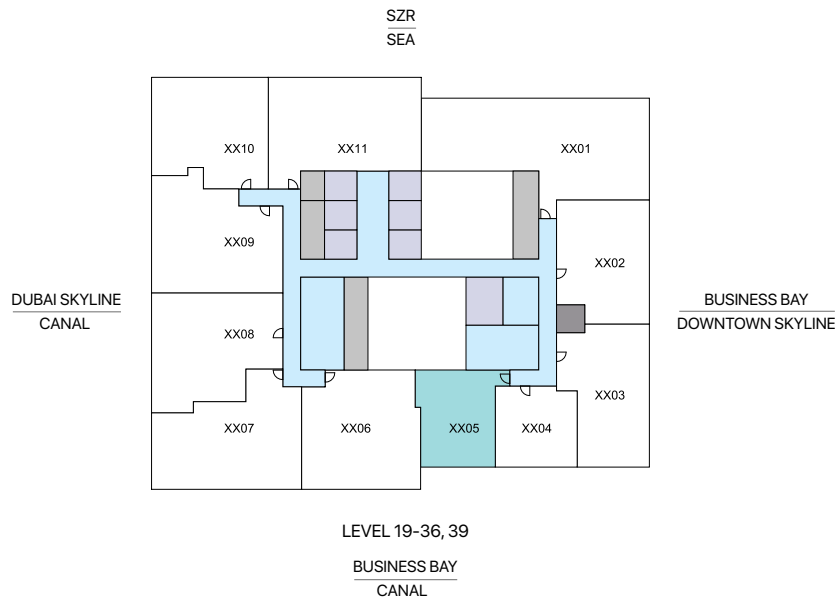 SZR
SEA
XX10
XX11
XX01
XX09
XX02
DUBAI SKYLINE
CANAL
BUSINESS BAY
DOWNTOWN SKYLINE
XX08
XX03
XX07
XX06
XX05
XX04
LEVEL 19-36, 39
BUSINESS BAY
CANAL